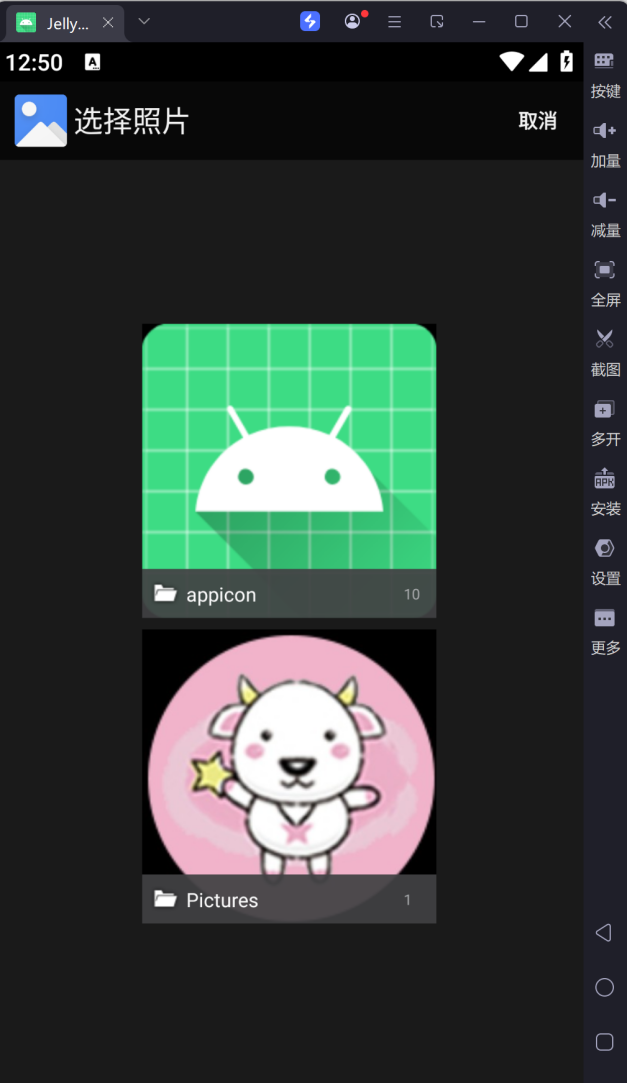 Jelly...
12:50
A
选择照片
取消
appicon
10
Pictures
1
按键
加量
减量
全屏
截图
多开
APK
安装
设置
更多